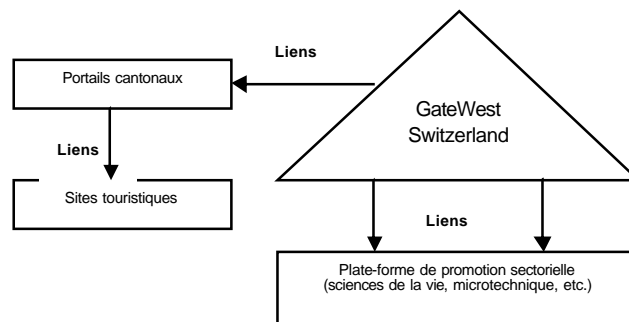 Liens
Portails cantonaux
GateWest
Switzerland
Liens
Sites touristiques
Liens
Plate-forme de promotion sectorielle
(sciences de la vie, microtechnique, etc.)